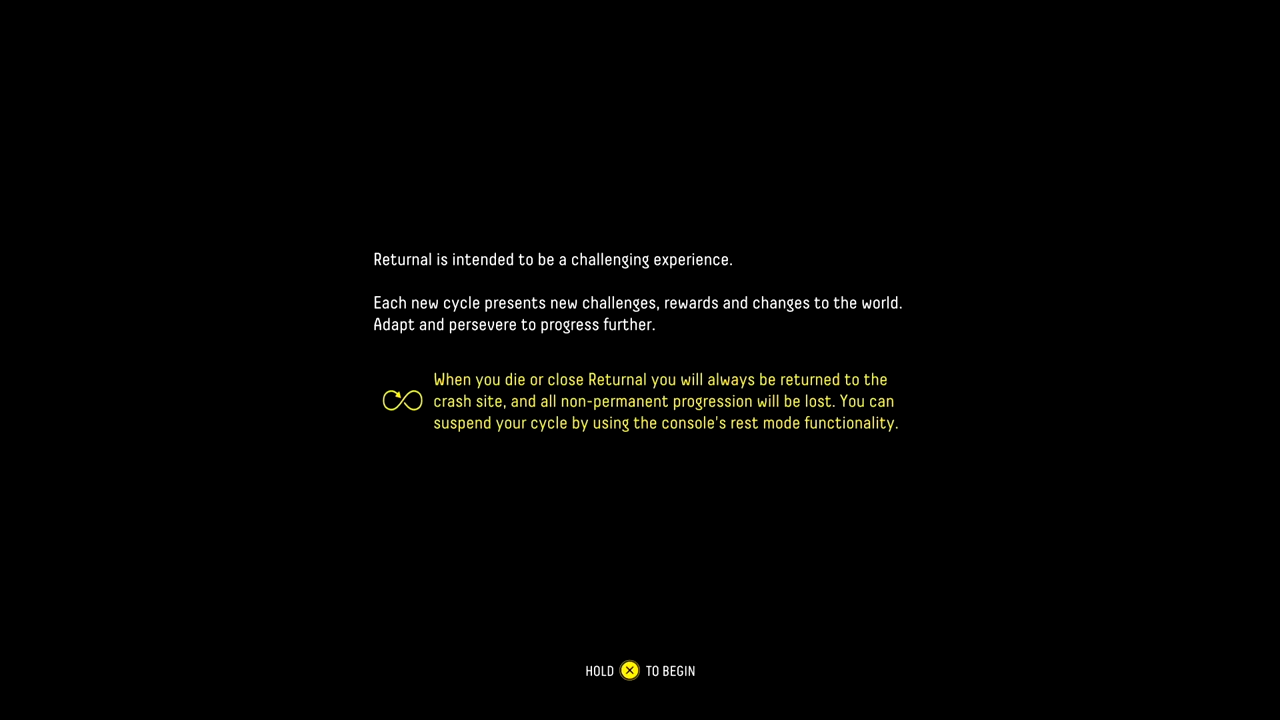 Returnal is intended to be a challenging experience.
Each new cycle presents new challenges, rewards and changes to the world.
Adapt and persevere to progress further.
When you die or close Returnal you will always be returned to the
crash site, and all non-permanent progression will be lost. You can
suspend your cycle by using the console's rest mode functionality.
HOLD ✕ TO BEGIN